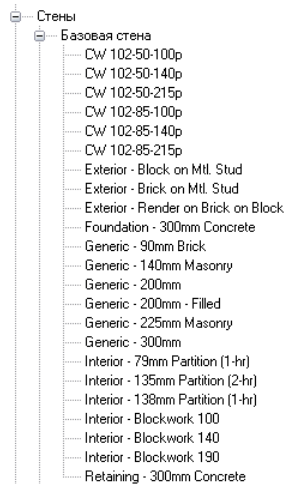 Стены
Базовая стена
CW 102-50-100p
CW 102-50-140p
CW 102-50-215p
CW 102-85-100p
CW 102-85-140p
CW 102-85-215p
Exterior - Block on Mtl. Stud
Exterior - Brick on Mtl. Stud
Exterior - Render on Brick on Block
Foundation - 300mm Concrete
Generic - 90mm Brick
Generic - 140mm Masonry
Generic - 200mm
Generic - 200mm - Filled
Generic - 225mm Masonry
Generic - 300mm
Interior - 79mm Partition (1-hr)
Interior - 135mm Partition (2-hr)
Interior - 138mm Partition (1-hr)
Interior - Blockwork 100
Interior - Blockwork 140
Interior - Blockwork 190
Retaining - 300mm Concrete